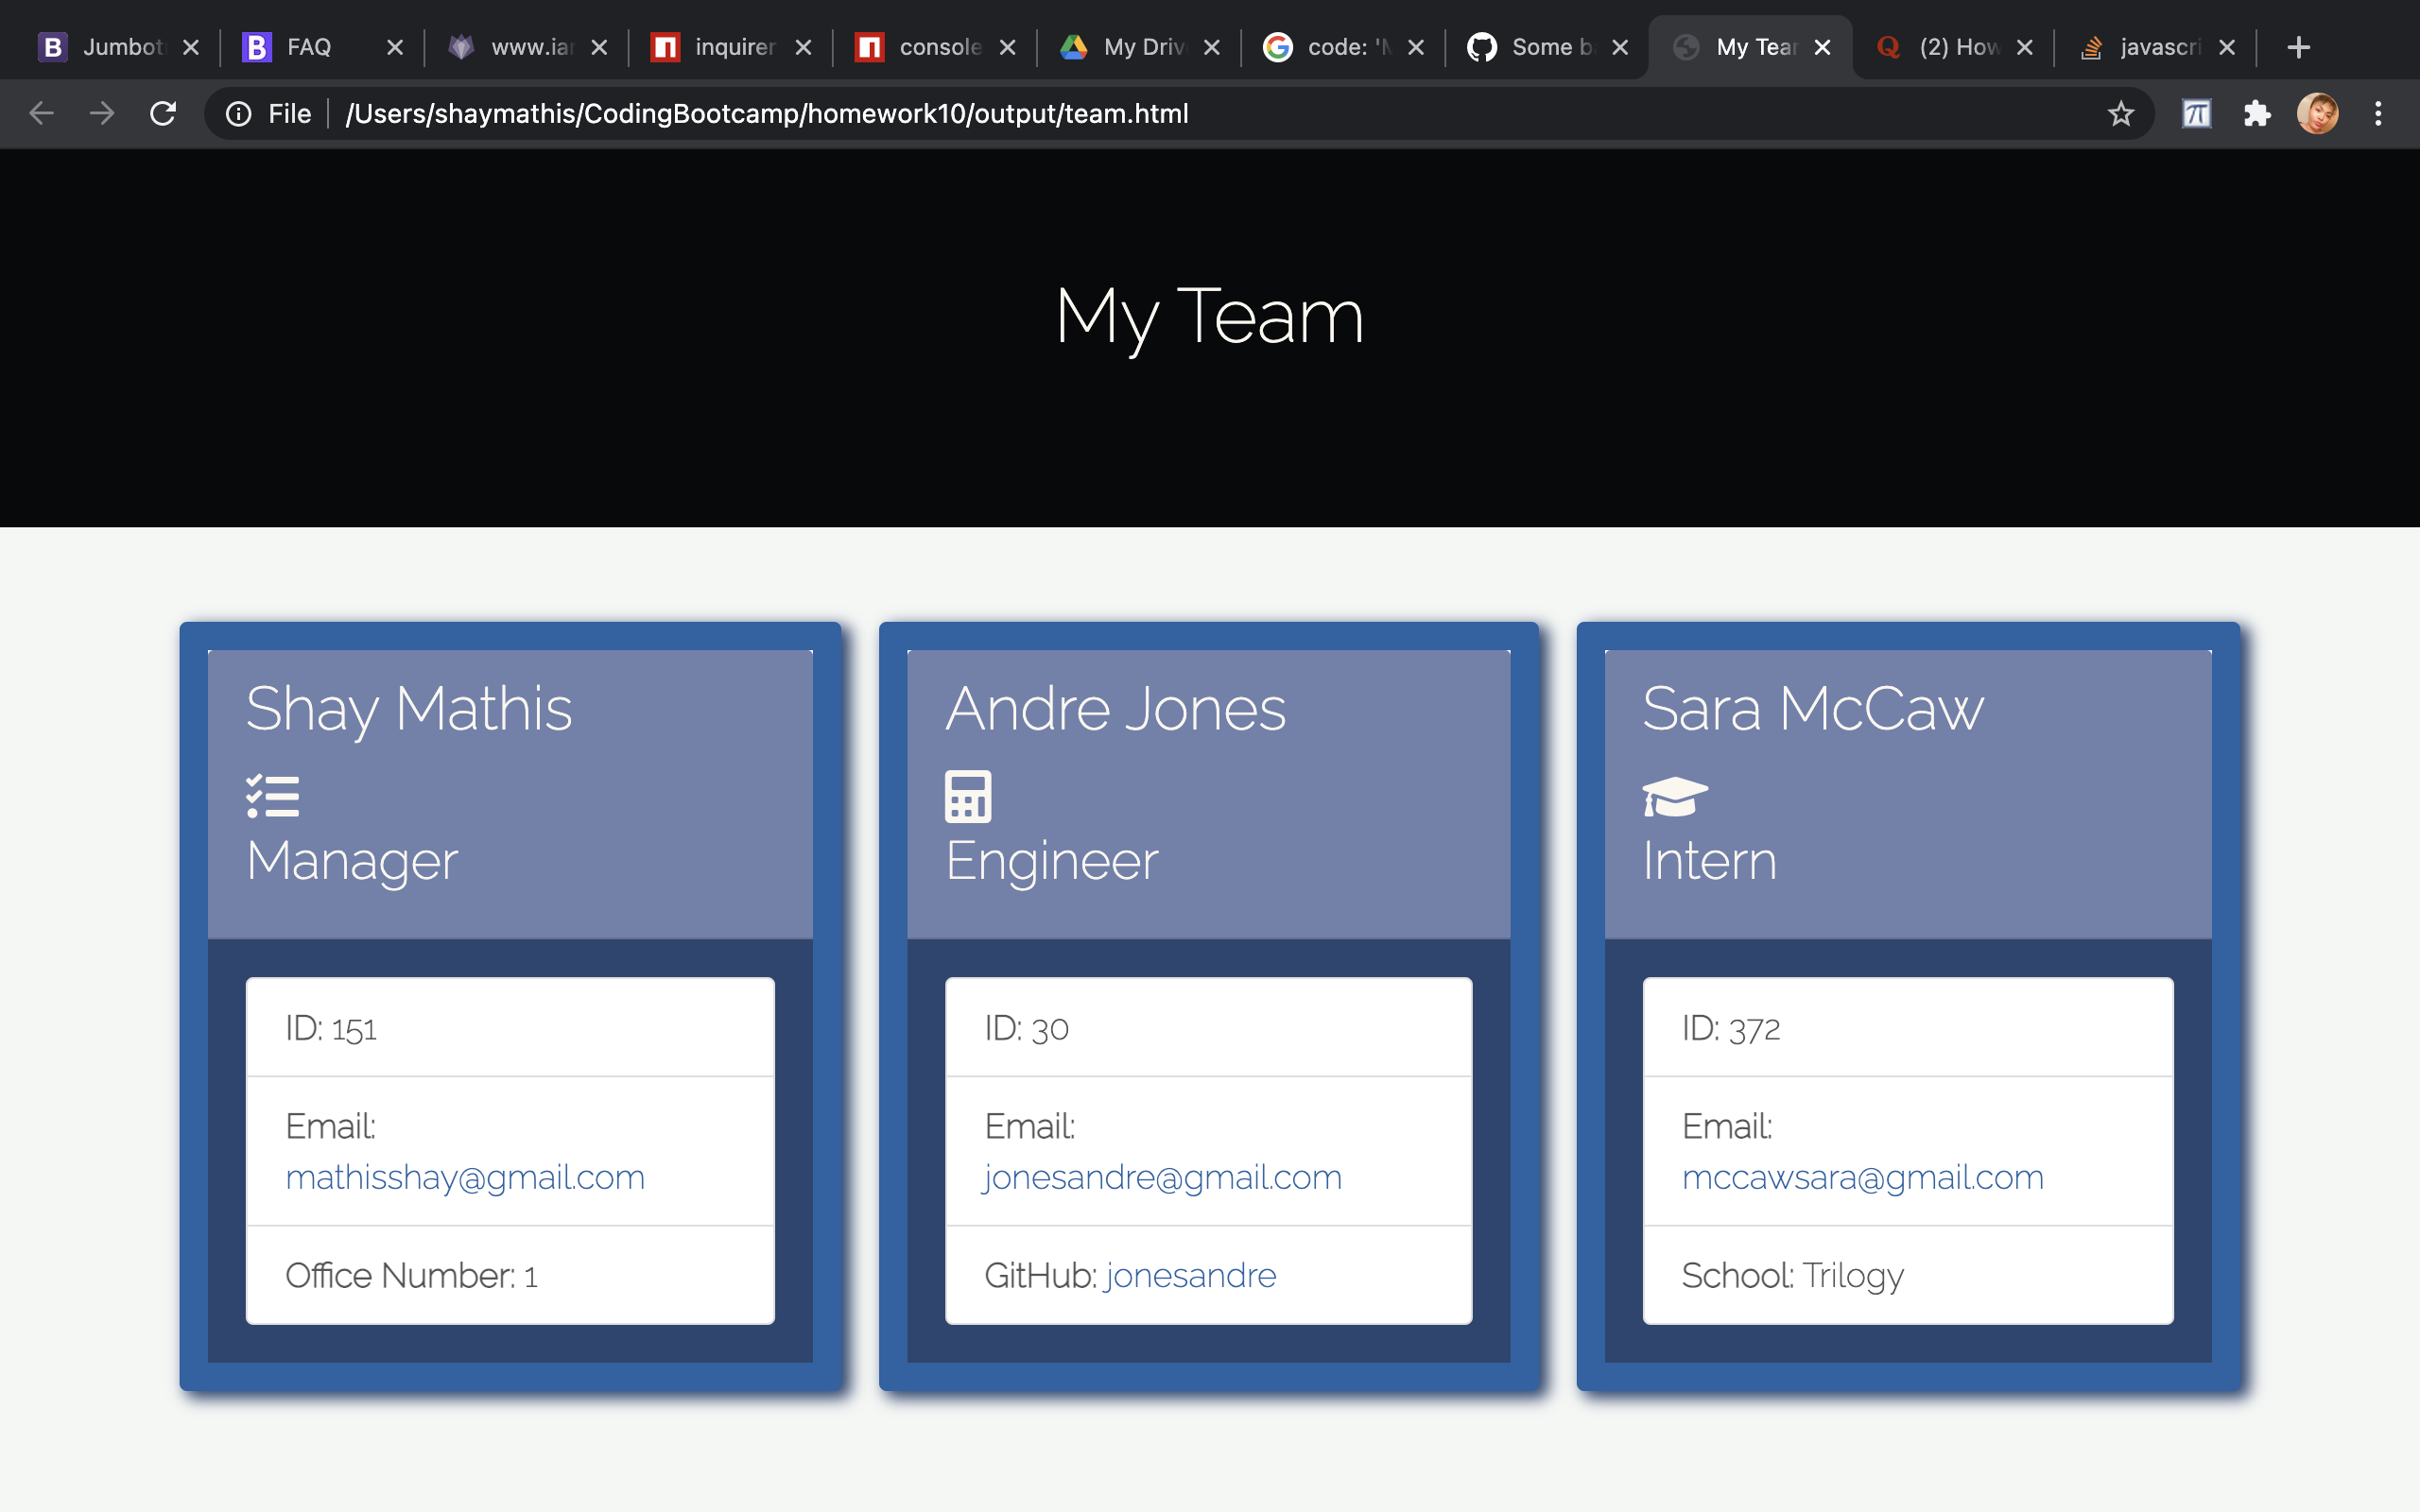 Jumbot
FAQ
www.iar
inquirer
console
My Driv
code: 'M
Some b
My Tear
(2) How
javascri
File
/Users/shaymathis/CodingBootcamp/homework10/output/team.html
My Team
Shay Mathis
Manager
ID: 151
Email:
mathisshay@gmail.com
Office Number: 1
Andre Jones
Engineer
ID: 30
Email:
jonesandre@gmail.com
GitHub: jonesandre
Sara McCaw
Intern
ID: 372
Email:
mccawsara@gmail.com
School: Trilogy